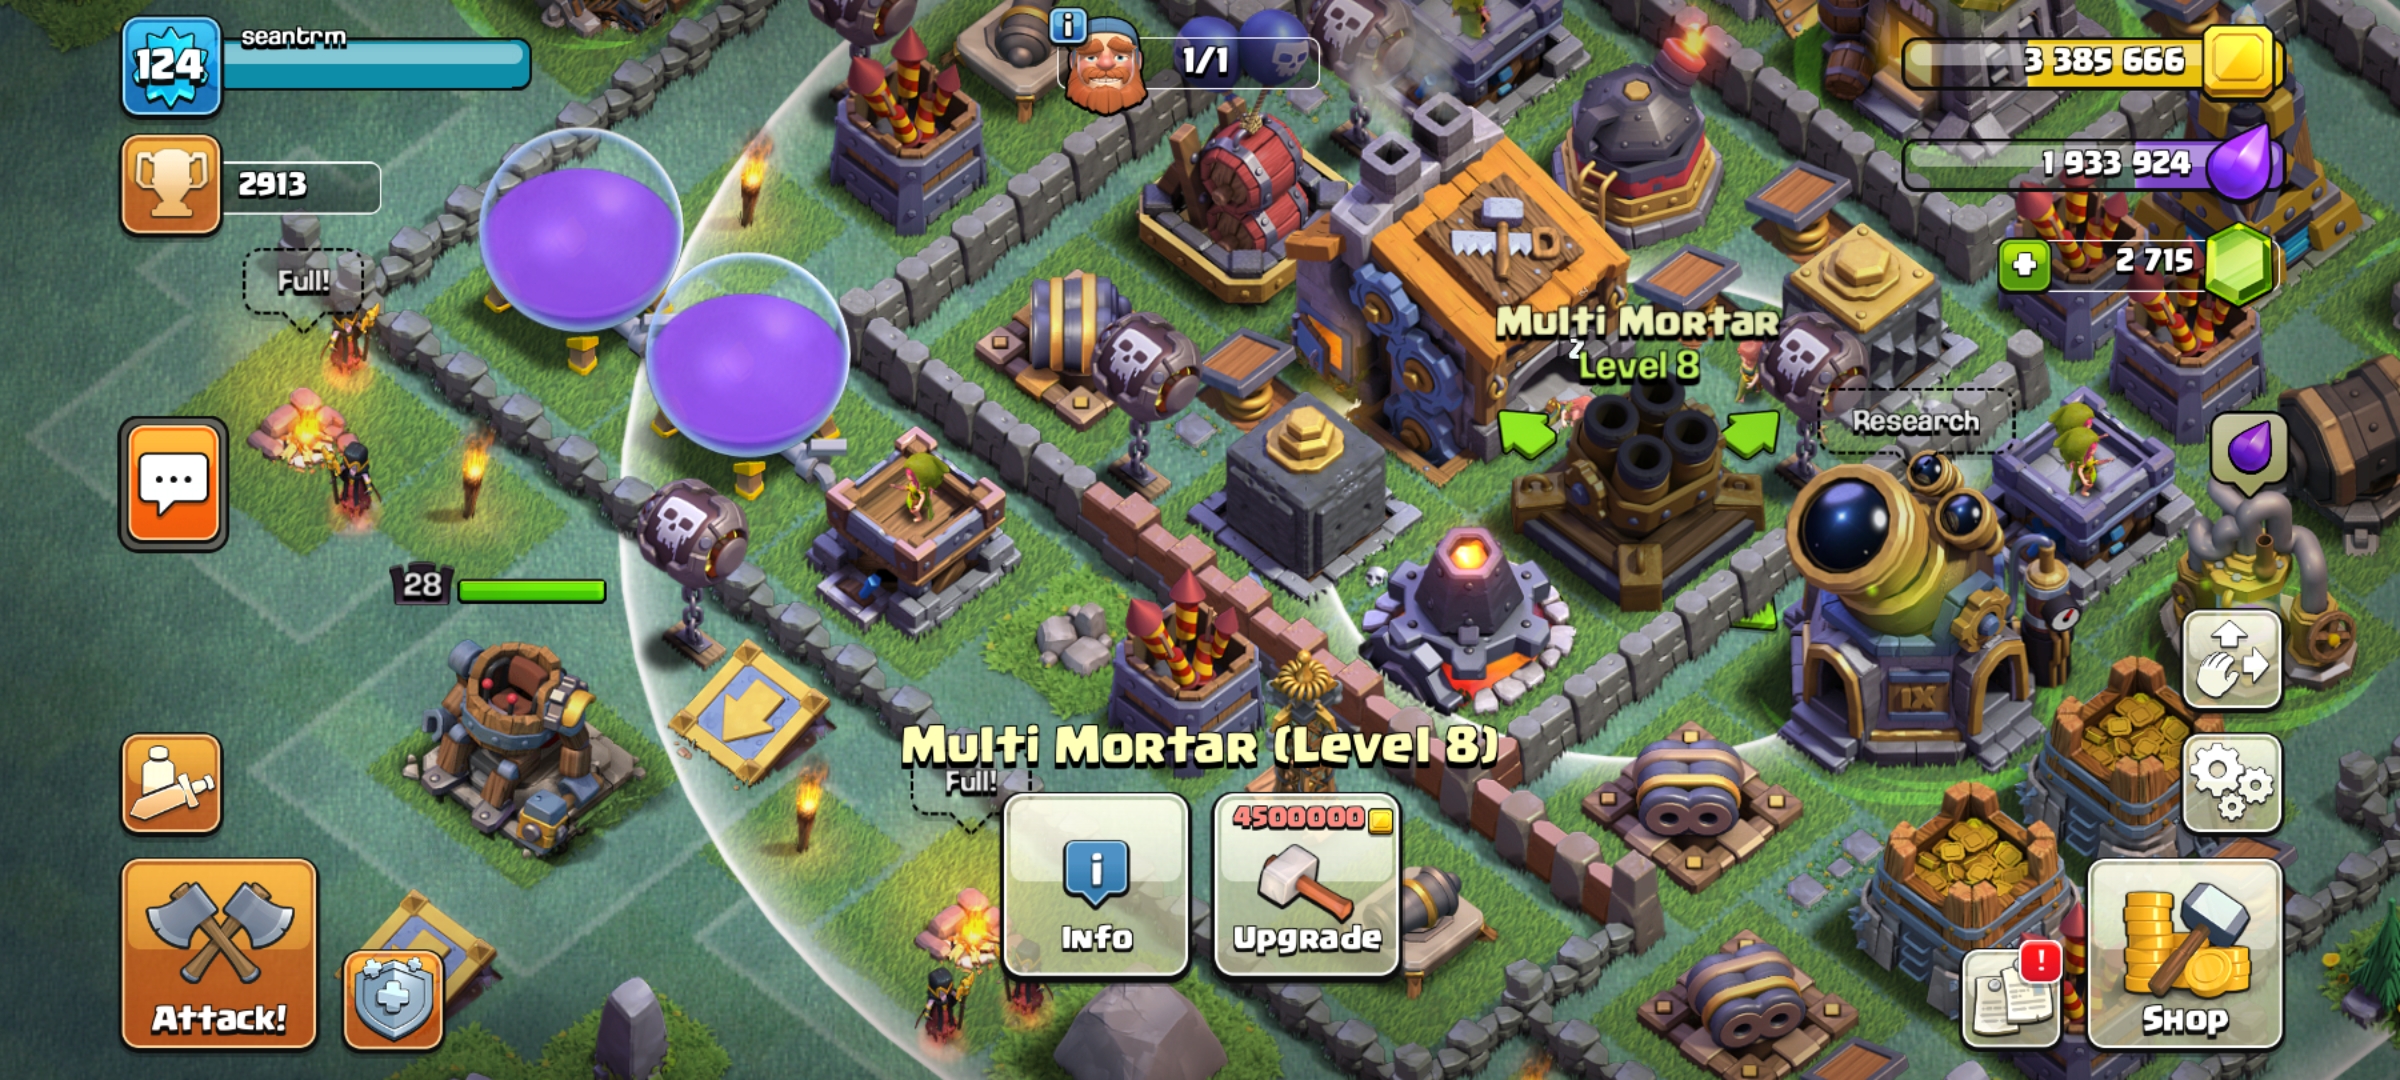 124
seantrm
1/1
3 385 666
2913
1 933 924
2 715
Full!
Multi Mortar
Level 8
Research
28
IX
Multi Mortar (Level 8)
Full!
4500000
Info
Upgrade
Attack!
!
Shop